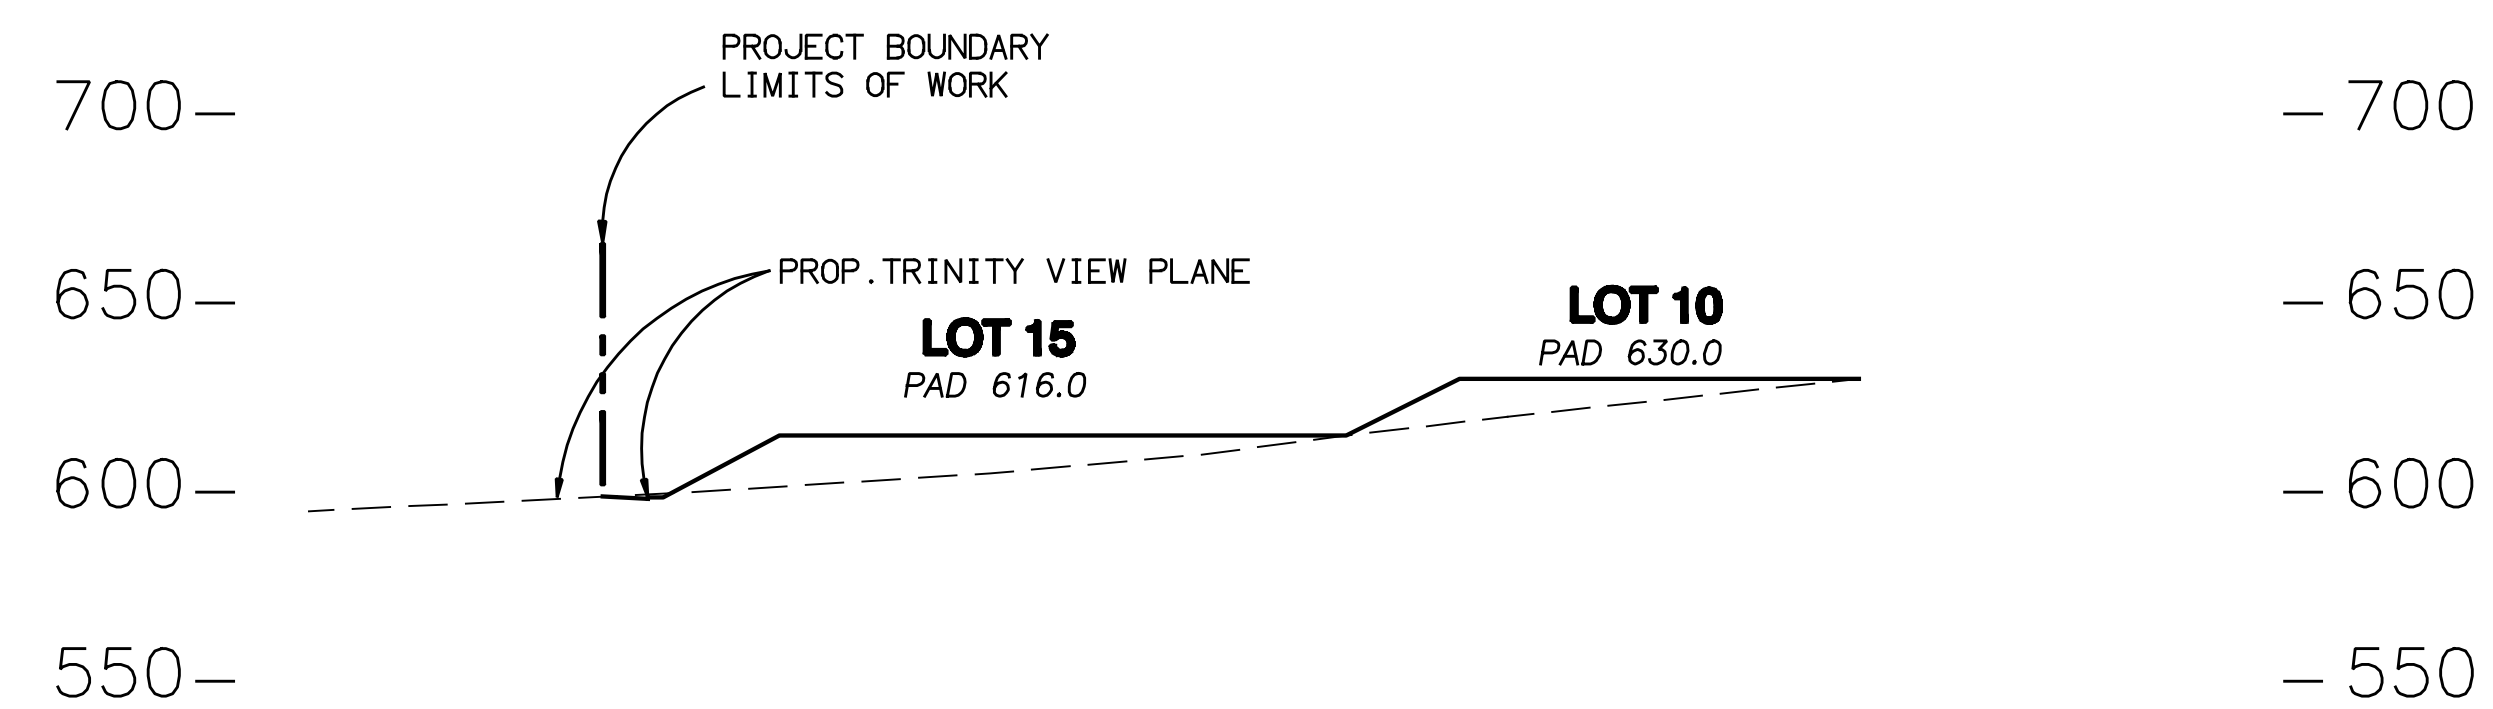 PROJECT BOUNDARY
LIMITS OF WORK
700 — — 700
PROP. TRINITY VIEW PLANE
650 — — 650
LOT 10
PAD 630.0
LOT 15
PAD 616.0
600 — — 600
550 — — 550